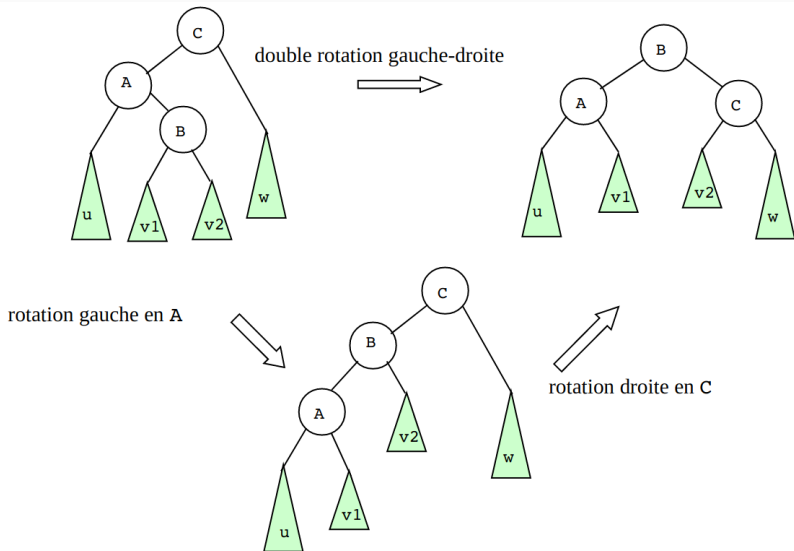 C
double rotation gauche-droite
B
A
A
C
B
u
v1
v2
w
u
v1
v2
w
rotation gauche en A
C
B
rotation droite en C
A
v2
w
u
v1